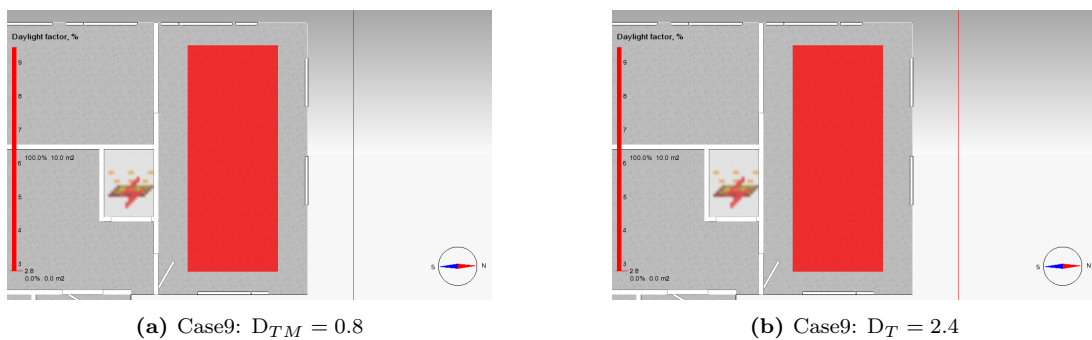 Daylight factor, %
9
8
7
100.0% 10.0 m2
6
5
4
3
2.8
0.0% 0.0 m2
S N
(a) Case9: D_{TM} = 0.8
Daylight factor, %
9
8
7
100.0% 10.0 m2
6
5
4
3
2.8
0.0% 0.0 m2
S N
(b) Case9: D_T = 2.4